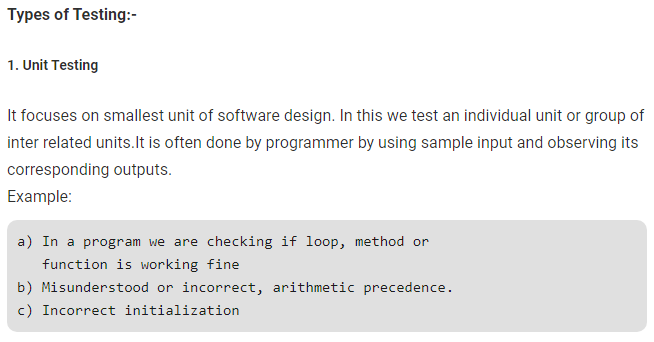 Types of Testing:-
1. Unit Testing
It focuses on smallest unit of software design. In this we test an individual unit or group of
inter related units.It is often done by programmer by using sample input and observing its
corresponding outputs.
Example:
a) In a program we are checking if loop, method or
function is working fine
b) Misunderstood or incorrect, arithmetic precedence.
c) Incorrect initialization